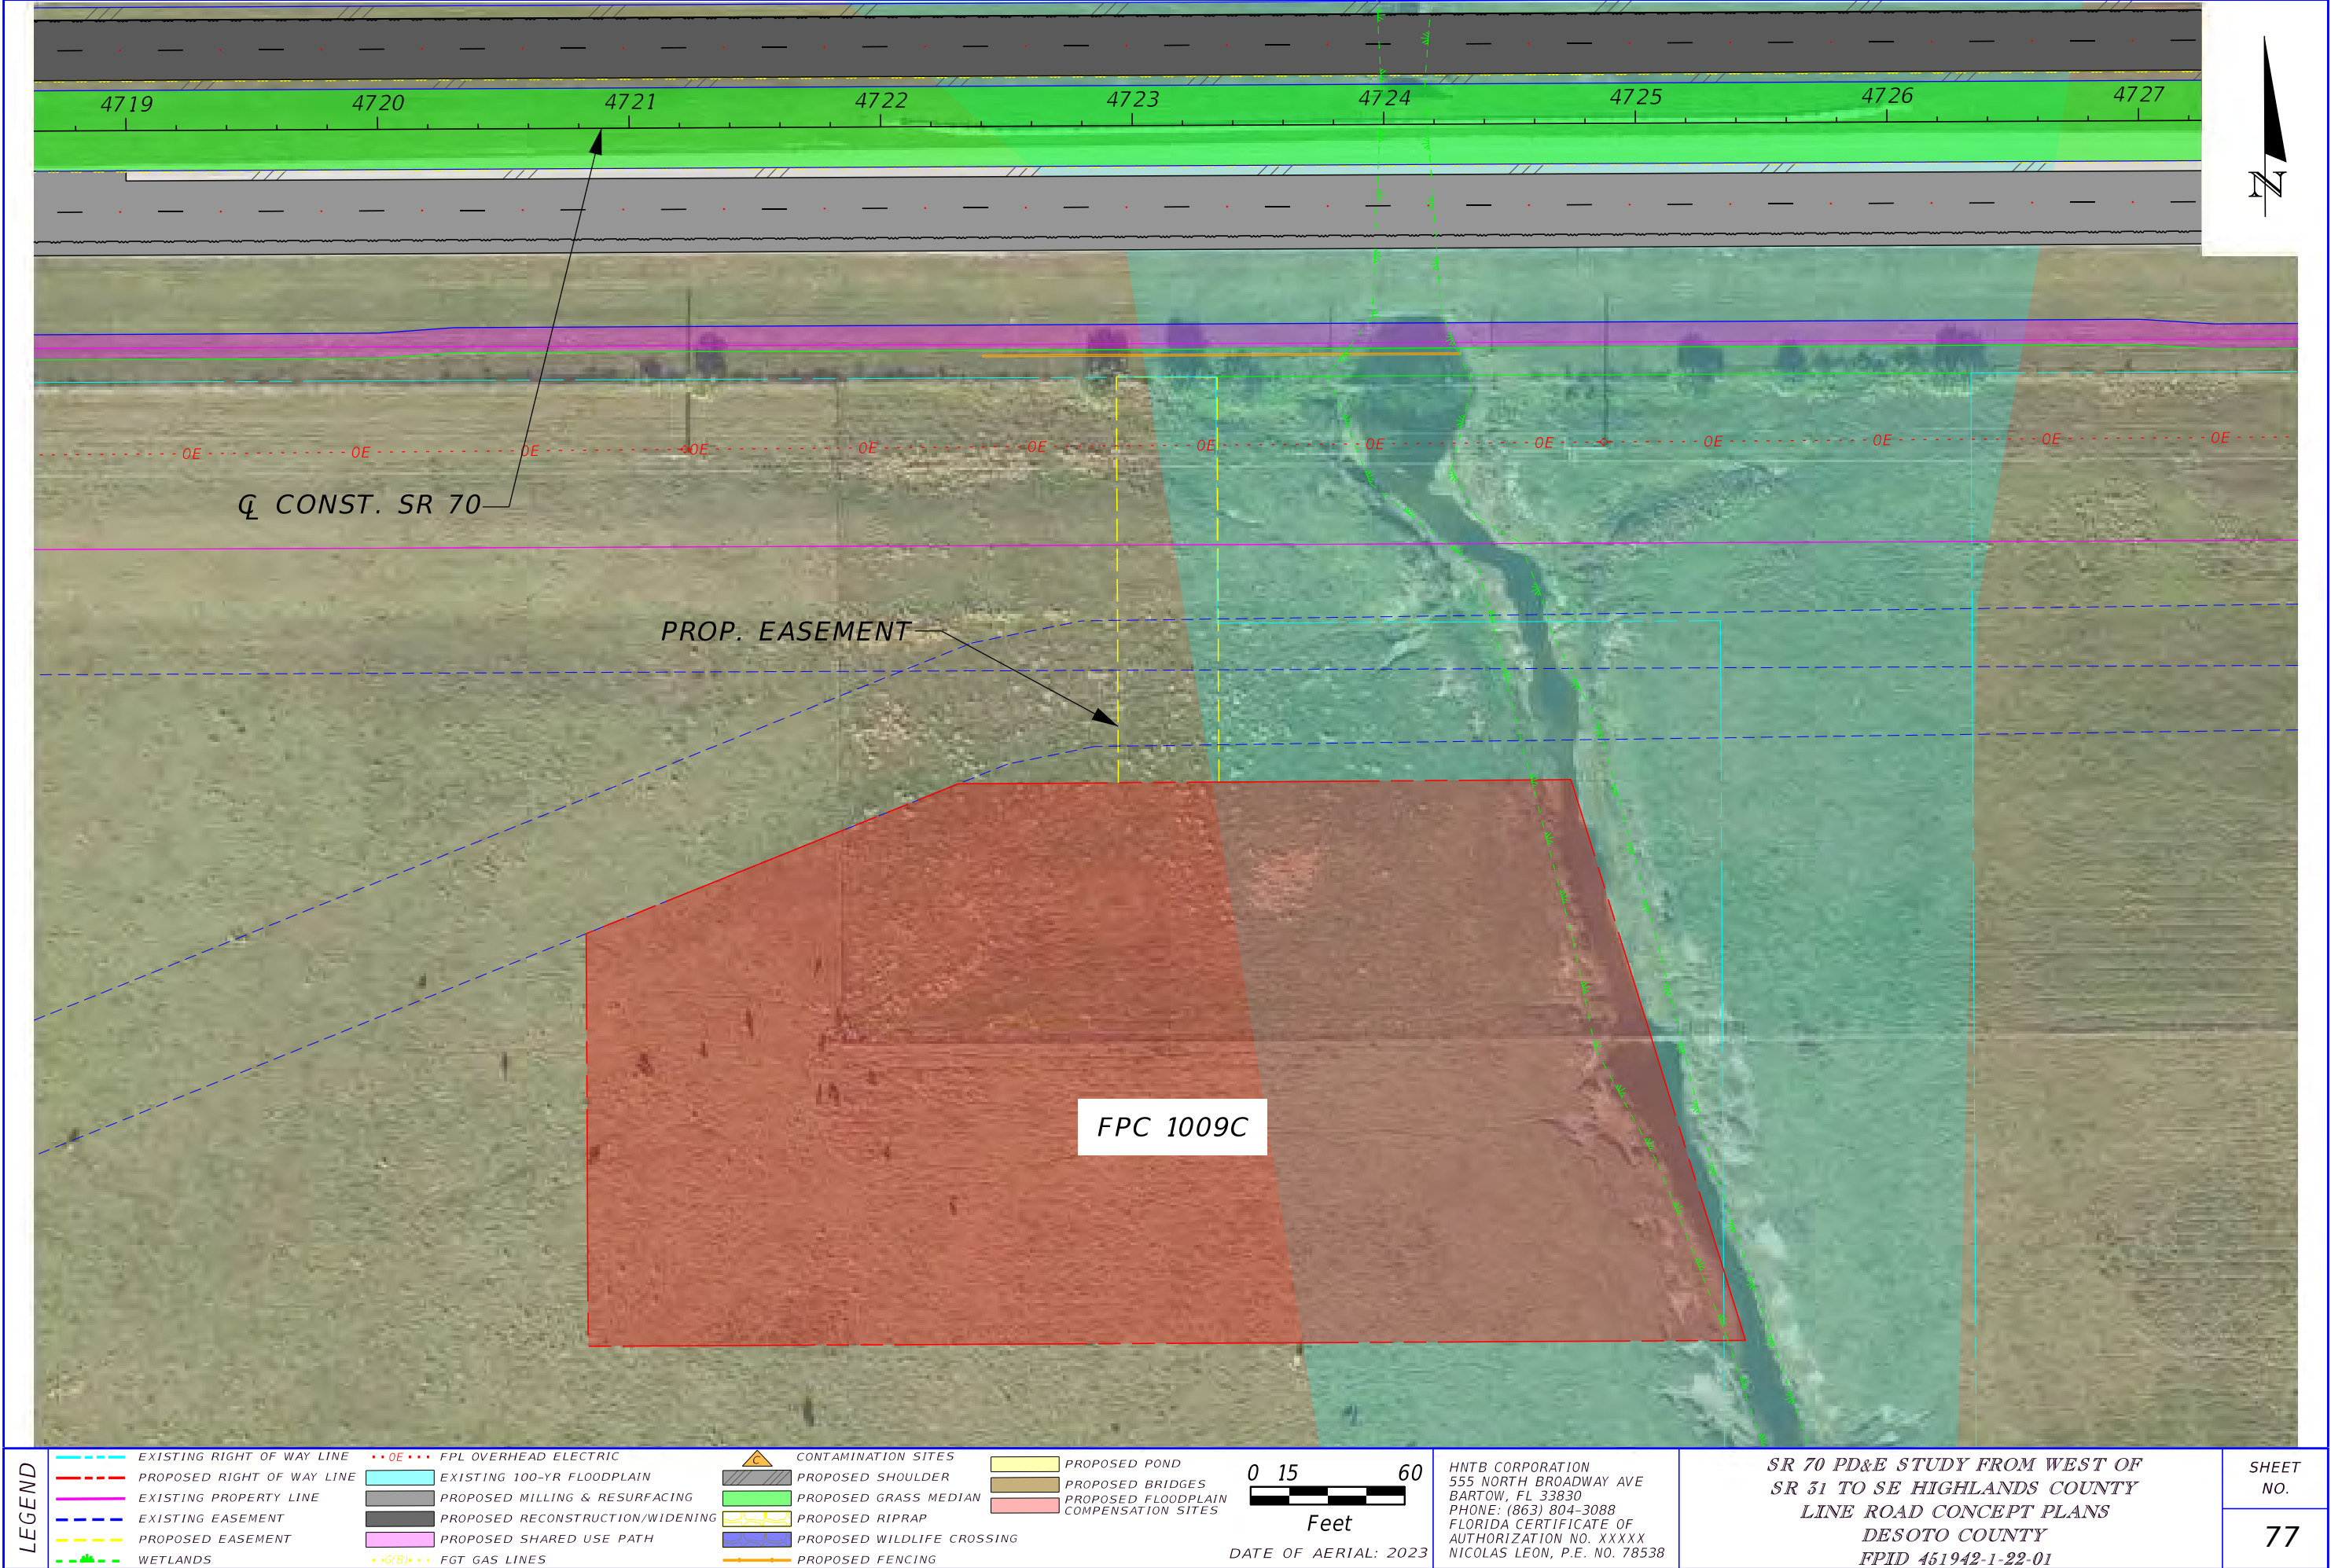 4719 4720 4721 4722 4723 4724 4725 4726 4727
N
OE OE OE OE OE OE OE OE OE OE OE OE OE
℄ CONST. SR 70
PROP. EASEMENT
FPC 1009C
LEGEND
EXISTING RIGHT OF WAY LINE
PROPOSED RIGHT OF WAY LINE
EXISTING PROPERTY LINE
EXISTING EASEMENT
PROPOSED EASEMENT
WETLANDS
OE
FPL OVERHEAD ELECTRIC
EXISTING 100-YR FLOODPLAIN
PROPOSED MILLING & RESURFACING
PROPOSED RECONSTRUCTION/WIDENING
PROPOSED SHARED USE PATH
FGT GAS LINES
C
CONTAMINATION SITES
PROPOSED SHOULDER
PROPOSED GRASS MEDIAN
PROPOSED RIPRAP
PROPOSED WILDLIFE CROSSING
PROPOSED FENCING
PROPOSED POND
PROPOSED BRIDGES
PROPOSED FLOODPLAIN
COMPENSATION SITES
0 15 60
Feet
DATE OF AERIAL: 2023
HNTB CORPORATION
555 NORTH BROADWAY AVE
BARTOW, FL 33830
PHONE: (863) 804-3088
FLORIDA CERTIFICATE OF
AUTHORIZATION NO. XXXXX
NICOLAS LEON, P.E. NO. 78538
SR 70 PD&E STUDY FROM WEST OF
SR 31 TO SE HIGHLANDS COUNTY
LINE ROAD CONCEPT PLANS
DESOTO COUNTY
FPID 451942-1-22-01
SHEET
NO.
77